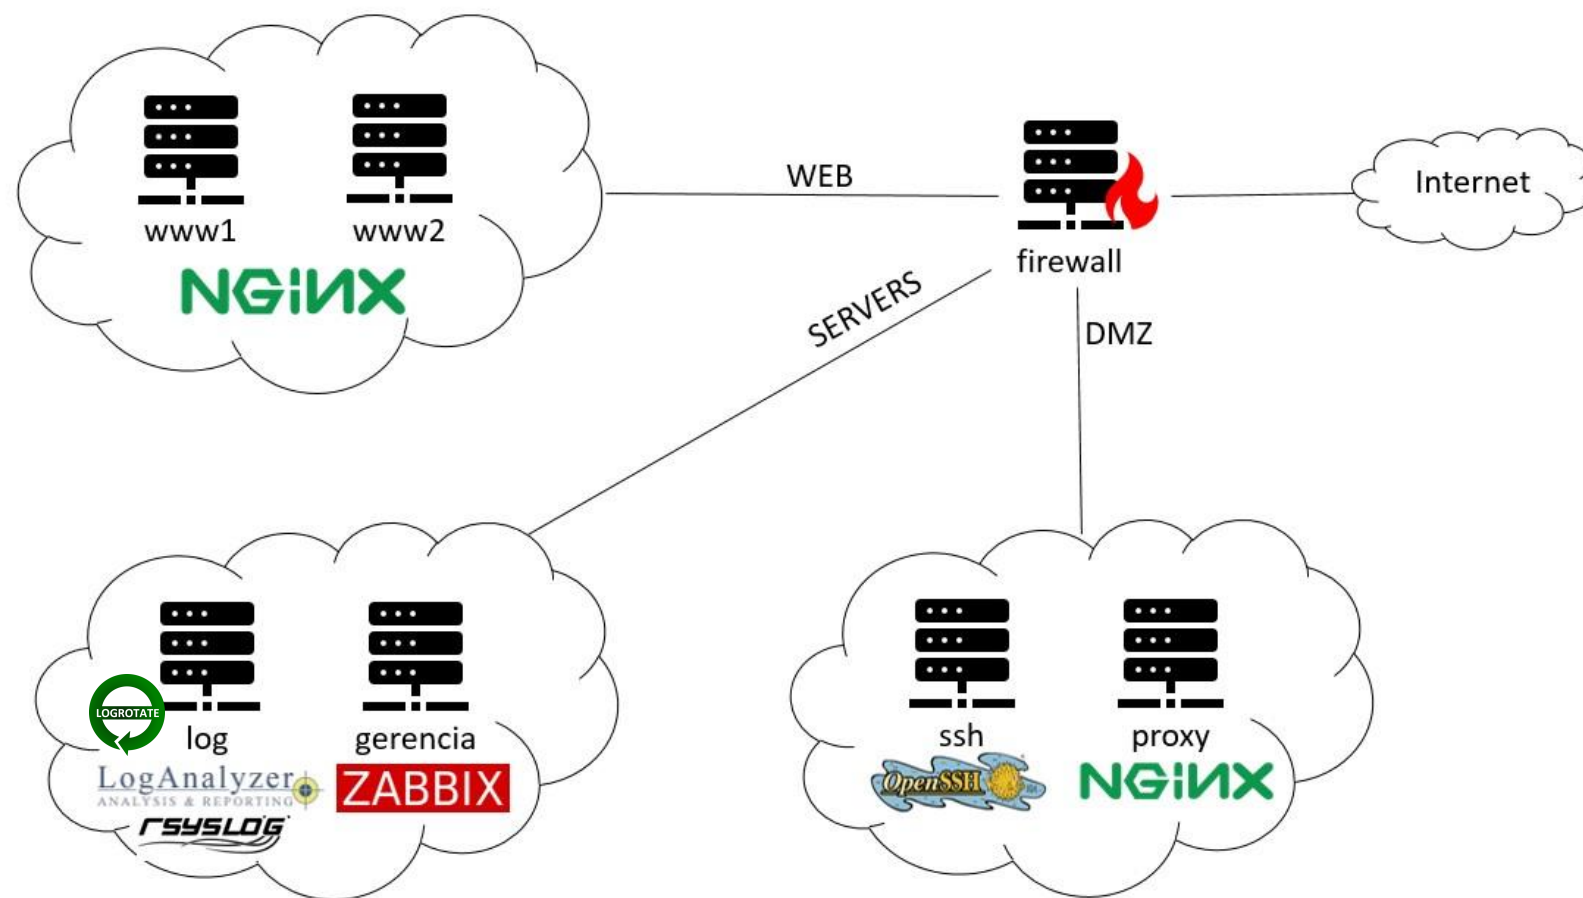 www1
www2
NGiNX
WEB
firewall
Internet
SERVERS
DMZ
LOGROTATE
log
gerencia
LogAnalyzer
ANALYSIS & REPORTING
rsyslog
ZABBIX
ssh
proxy
OpenSSH
NGiNX